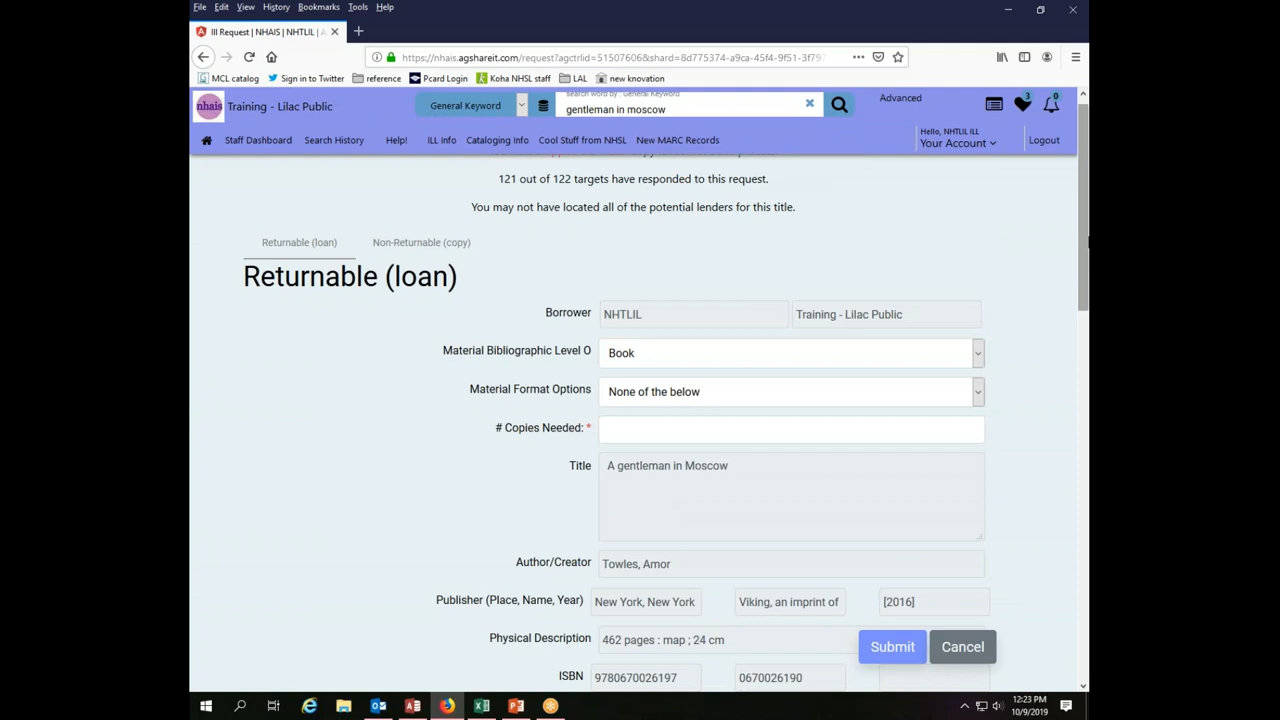 File Edit View History Bookmarks Tools Help
Ill Request | NHAIS | NHTLIL |
https://nhais.agshareit.com/request?agctrlid=51507606&shard=8d775374-a9ca-45f4-9f51-3f797
MCL catalog Sign in to Twitter reference Pcard Login Koha NHSL staff LAL new knovation
nhais Training - Lilac Public General Keyword search word by : General Keyword Advanced 3 0
gentleman in moscow
Staff Dashboard Search History Help! ILL Info Cataloging Info Cool Stuff from NHSL New MARC Records Hello, NHTLIL ILL Logout
Your Account
121 out of 122 targets have responded to this request.
You may not have located all of the potential lenders for this title.
Returnable (loan) Non-Returnable (copy)
Returnable (loan)
Borrower NHTLIL Training - Lilac Public
Material Bibliographic Level O Book
Material Format Options None of the below
# Copies Needed: *
Title A gentleman in Moscow
Author/Creator Towles, Amor
Publisher (Place, Name, Year) New York, New York Viking, an imprint of [2016]
Physical Description 462 pages : map ; 24 cm
Submit Cancel
ISBN 9780670026197 0670026190
12:23 PM
10/9/2019